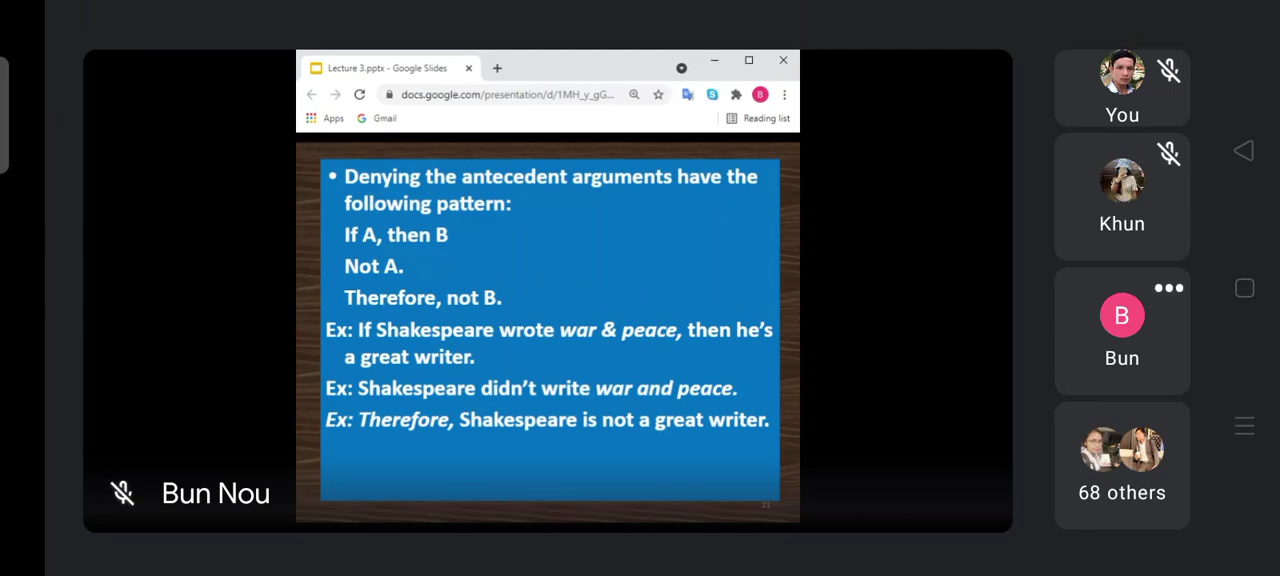 Lecture 3.pptx - Google Slides
docs.google.com/presentation/d/1MH_y_gG...
B
Apps
Gmail
Reading list
• Denying the antecedent arguments have the
following pattern:
If A, then B
Not A.
Therefore, not B.
Ex: If Shakespeare wrote war & peace, then he's
a great writer.
Ex: Shakespeare didn't write war and peace.
Ex: Therefore, Shakespeare is not a great writer.
Bun Nou
You
Khun
B
Bun
68 others